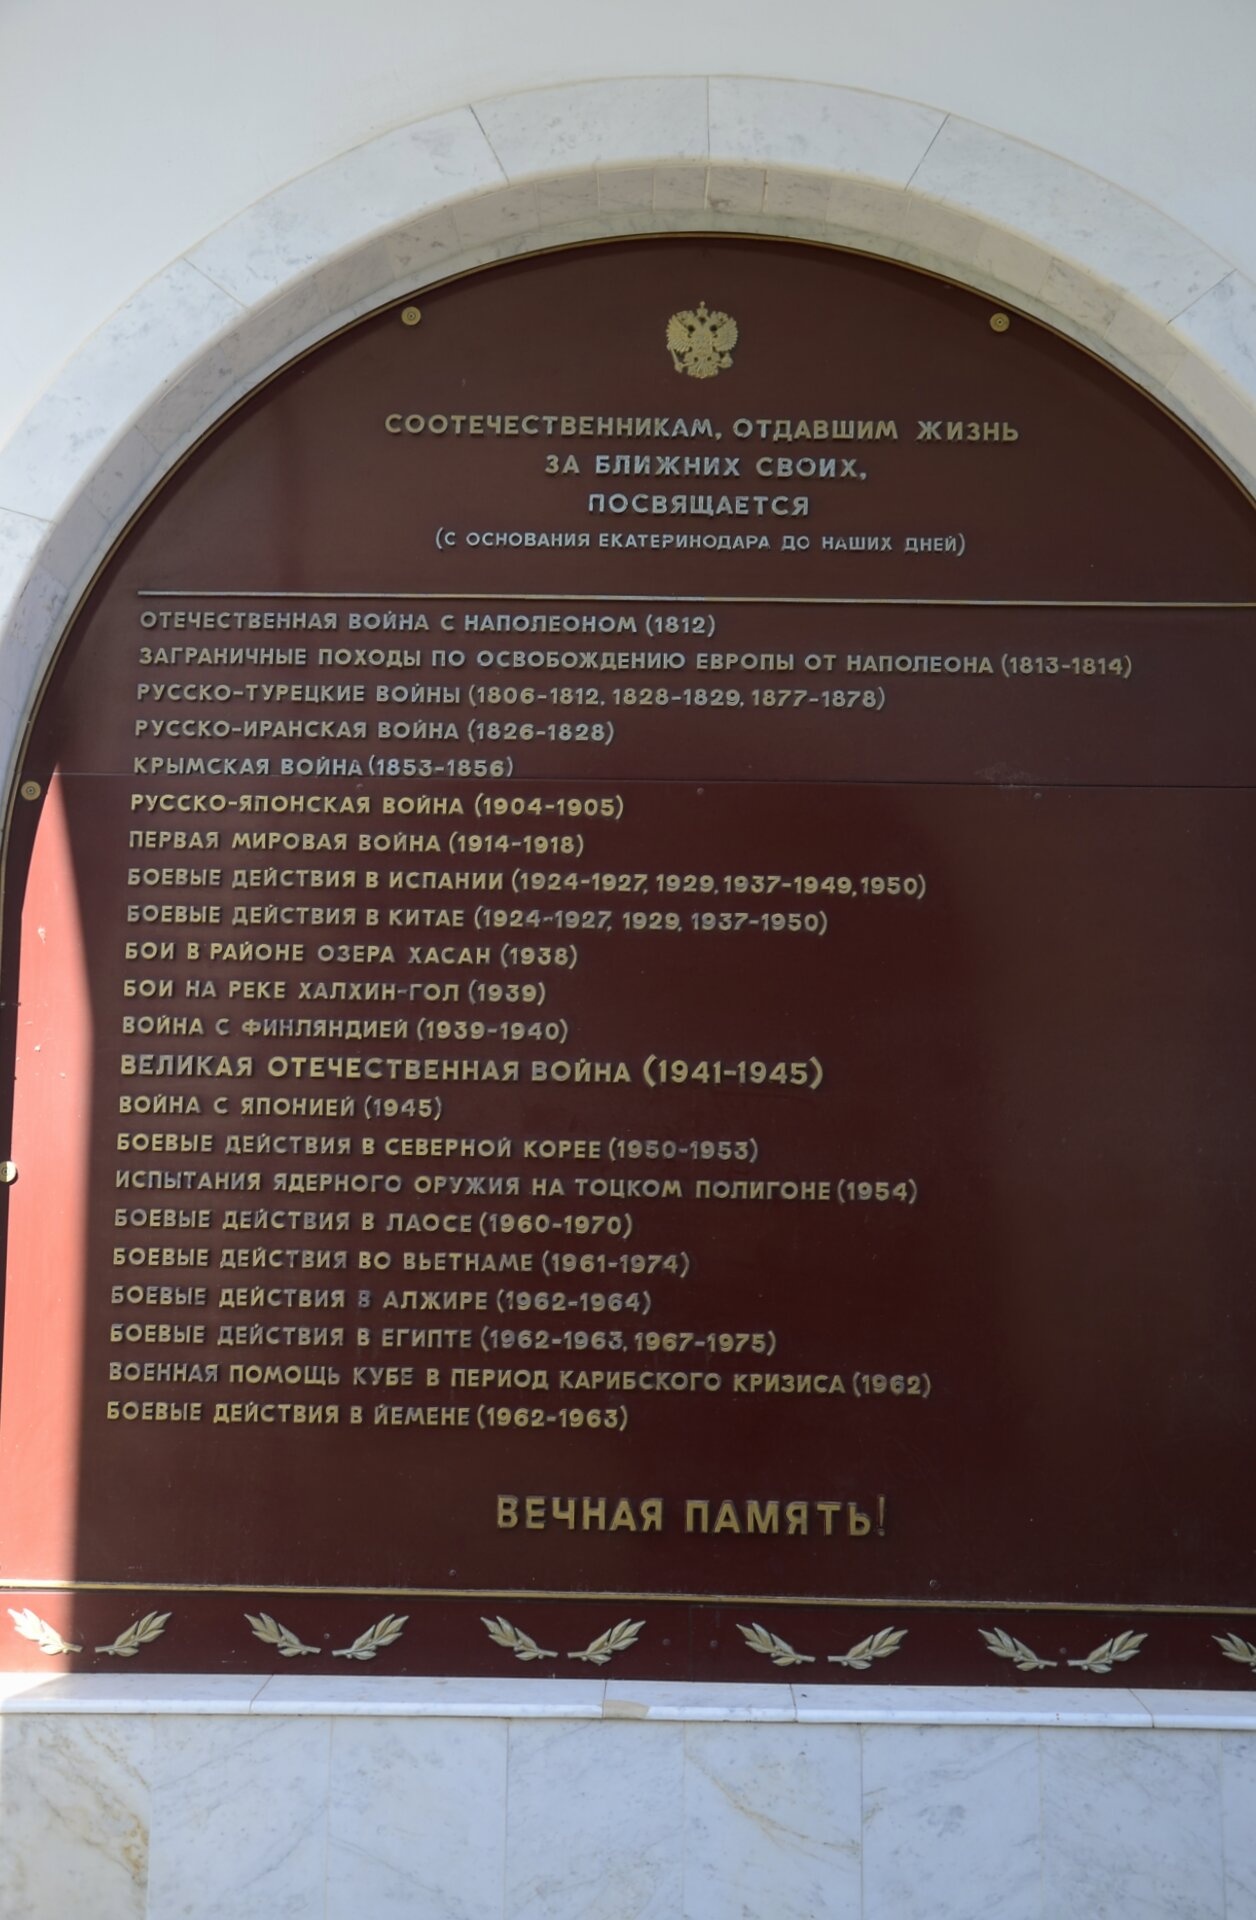 СООТЕЧЕСТВЕННИКАМ, ОТДАВШИМ ЖИЗНЬ
ЗА БЛИЖНИХ СВОИХ,
ПОСВЯЩАЕТСЯ
(С ОСНОВАНИЯ ЕКАТЕРИНОДАРА ДО НАШИХ ДНЕЙ)
ОТЕЧЕСТВЕННАЯ ВОЙНА С НАПОЛЕОНОМ (1812)
ЗАГРАНИЧНЫЕ ПОХОДЫ ПО ОСВОБОЖДЕНИЮ ЕВРОПЫ ОТ НАПОЛЕОНА (1813-1814)
РУССКО-ТУРЕЦКИЕ ВОЙНЫ (1806-1812, 1828-1829, 1877-1878)
РУССКО-ИРАНСКАЯ ВОЙНА (1826-1828)
КРЫМСКАЯ ВОЙНА (1853-1856)
РУССКО-ЯПОНСКАЯ ВОЙНА (1904-1905)
ПЕРВАЯ МИРОВАЯ ВОЙНА (1914-1918)
БОЕВЫЕ ДЕЙСТВИЯ В ИСПАНИИ (1924-1927, 1929, 1937-1949, 1950)
БОЕВЫЕ ДЕЙСТВИЯ В КИТАЕ (1924-1927, 1929, 1937-1950)
БОИ В РАЙОНЕ ОЗЕРА ХАСАН (1938)
БОИ НА РЕКЕ ХАЛХИН-ГОЛ (1939)
ВОЙНА С ФИНЛЯНДИЕЙ (1939-1940)
ВЕЛИКАЯ ОТЕЧЕСТВЕННАЯ ВОЙНА (1941-1945)
ВОЙНА С ЯПОНИЕЙ (1945)
БОЕВЫЕ ДЕЙСТВИЯ В СЕВЕРНОЙ КОРЕЕ (1950-1953)
ИСПЫТАНИЯ ЯДЕРНОГО ОРУЖИЯ НА ТОЦКОМ ПОЛИГОНЕ (1954)
БОЕВЫЕ ДЕЙСТВИЯ В ЛАОСЕ (1960-1970)
БОЕВЫЕ ДЕЙСТВИЯ ВО ВЬЕТНАМЕ (1961-1974)
БОЕВЫЕ ДЕЙСТВИЯ В АЛЖИРЕ (1962-1964)
БОЕВЫЕ ДЕЙСТВИЯ В ЕГИПТЕ (1962-1963, 1967-1975)
ВОЕННАЯ ПОМОЩЬ КУБЕ В ПЕРИОД КАРИБСКОГО КРИЗИСА (1962)
БОЕВЫЕ ДЕЙСТВИЯ В ЙЕМЕНЕ (1962-1963)
ВЕЧНАЯ ПАМЯТЬ!